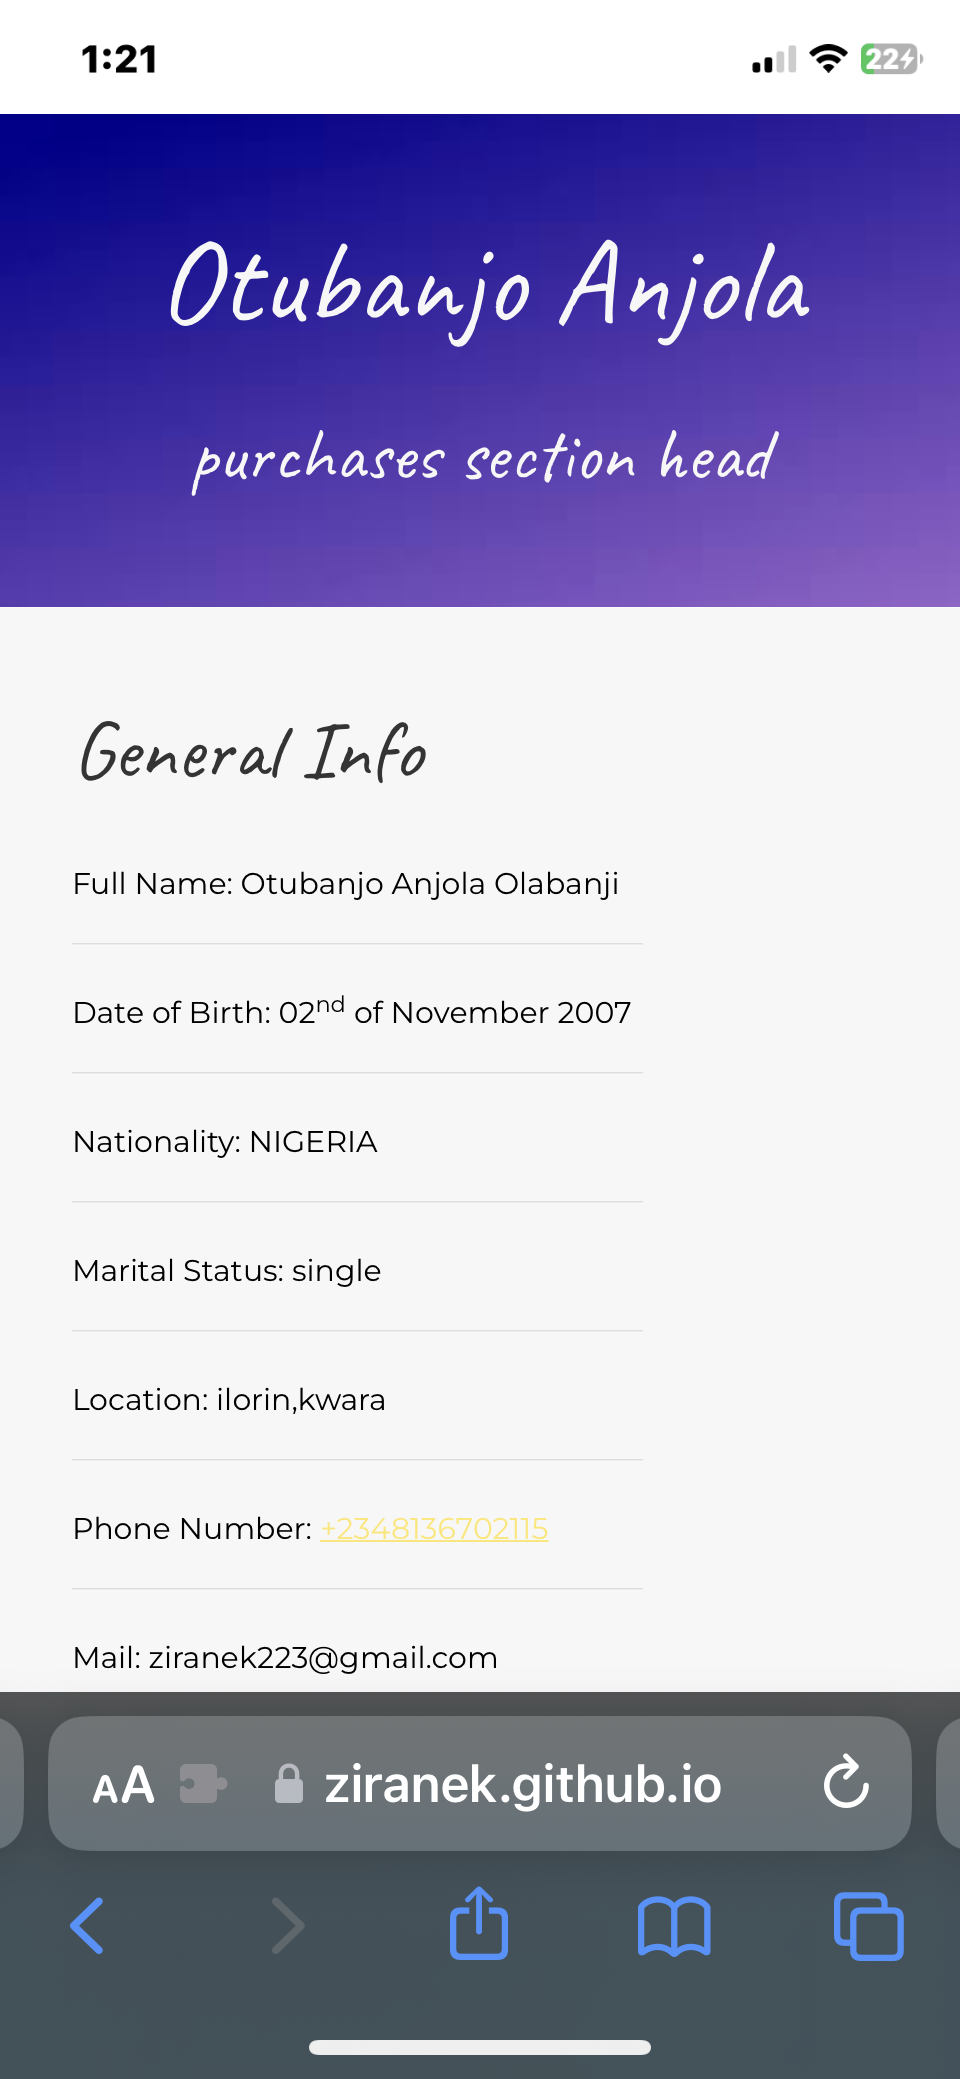 1:21
22
Otubanjo Anjola
purchases section head
General Info
Full Name: Otubanjo Anjola Olabanji
Date of Birth: 02nd of November 2007
Nationality: NIGERIA
Marital Status: single
Location: ilorin,kwara
Phone Number: +2348136702115
Mail: ziranek223@gmail.com
AA ziranek.github.io